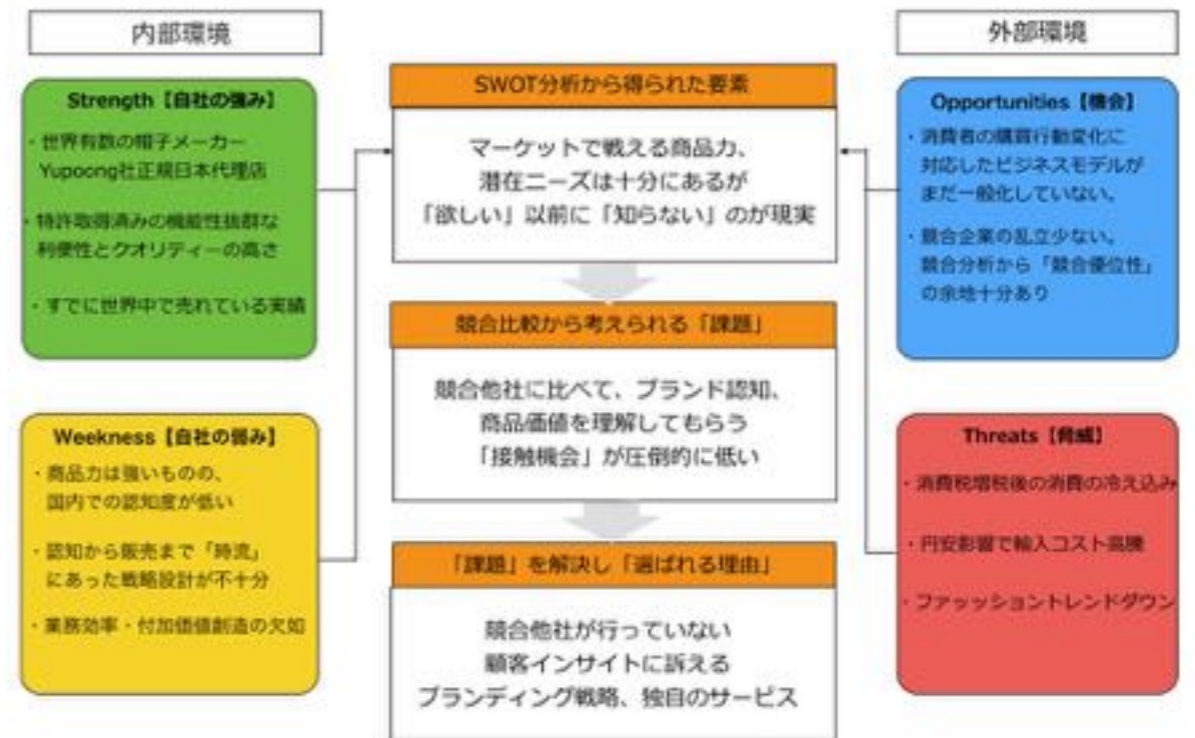 内部環境
Strength【自社の強み】
・世界有数の帽子メーカー
Yupoong社正規日本代理店
・特許取得済みの機能性抜群な
利便性とクオリティーの高さ
・すでに世界中で売れている実績
Weekness【自社の弱み】
・商品力は強いものの、
国内での認知度が低い
・認知から販売まで「時流」
にあった戦略設計が不十分
・業務効率・付加価値創造の欠如
SWOT分析から得られた要素
マーケットで戦える商品力、
潜在ニーズは十分にあるが
「欲しい」以前に「知らない」のが現実
競合比較から考えられる「課題」
競合他社に比べて、ブランド認知、
商品価値を理解してもらう
「接触機会」が圧倒的に低い
「課題」を解決し「選ばれる理由」
競合他社が行っていない
顧客インサイトに訴える
ブランディング戦略、独自のサービス
外部環境
Opportunities【機会】
・消費者の購買行動変化に
対応したビジネスモデルが
まだ一般化していない。
・競合企業の乱立少ない。
競合分析から「競合優位性」
の余地十分あり
Threats【脅威】
・消費税増税後の消費の冷え込み
・円安影響で輸入コスト高騰
・ファッッショントレンドダウン